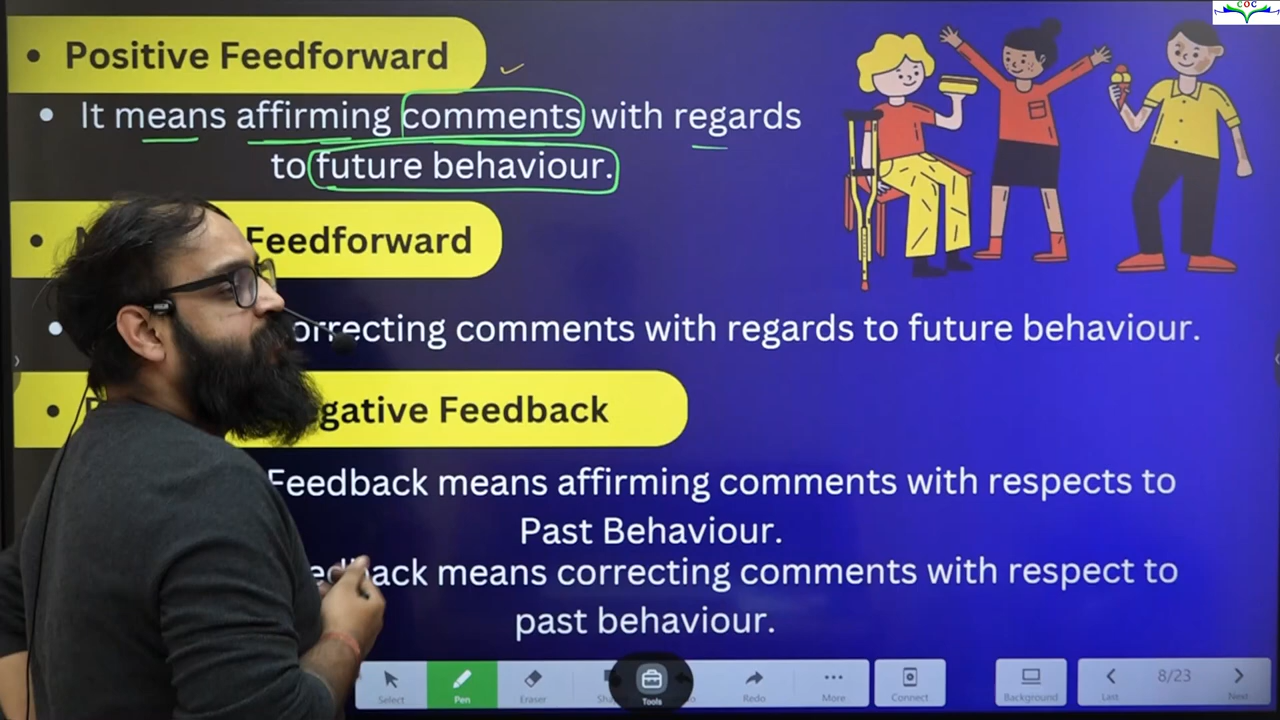 COC
Positive Feedforward
It means affirming comments with regards
to future behaviour.
Feedforward
orrecting comments with regards to future behaviour.
gative Feedback
Feedback means affirming comments with respects to
Past Behaviour.
edback means correcting comments with respect to
past behaviour.
Select Pen Eraser Tools Redo More Connect Background Last 8/23 Next